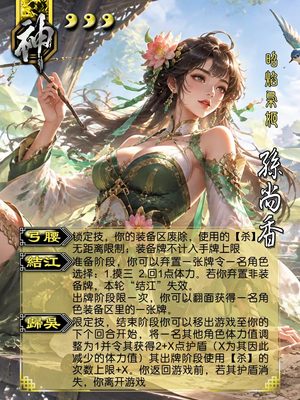 神
孫尚香
弓腰
锁定技，你的装备区废除，使用的【杀】
无距离限制，装备牌不计入手牌上限
結江
准备阶段，你可以弃置一张牌令一名角色
选择：1.摸三 2.回1点体力。若你弃置非装
备牌，本轮“结江”失效。
出牌阶段限一次，你可以翻面获得一名角
色装备区里的一张牌。
歸吳
限定技，结束阶段你可以移出游戏至你的
下个回合开始，将一名其他角色体力值调
整为1并令其获得2+X点护盾（X为其因此
减少的体力值）其出牌阶段使用【杀】的
次数上限+X，你返回游戏前，若其护盾消
失，你离开游戏